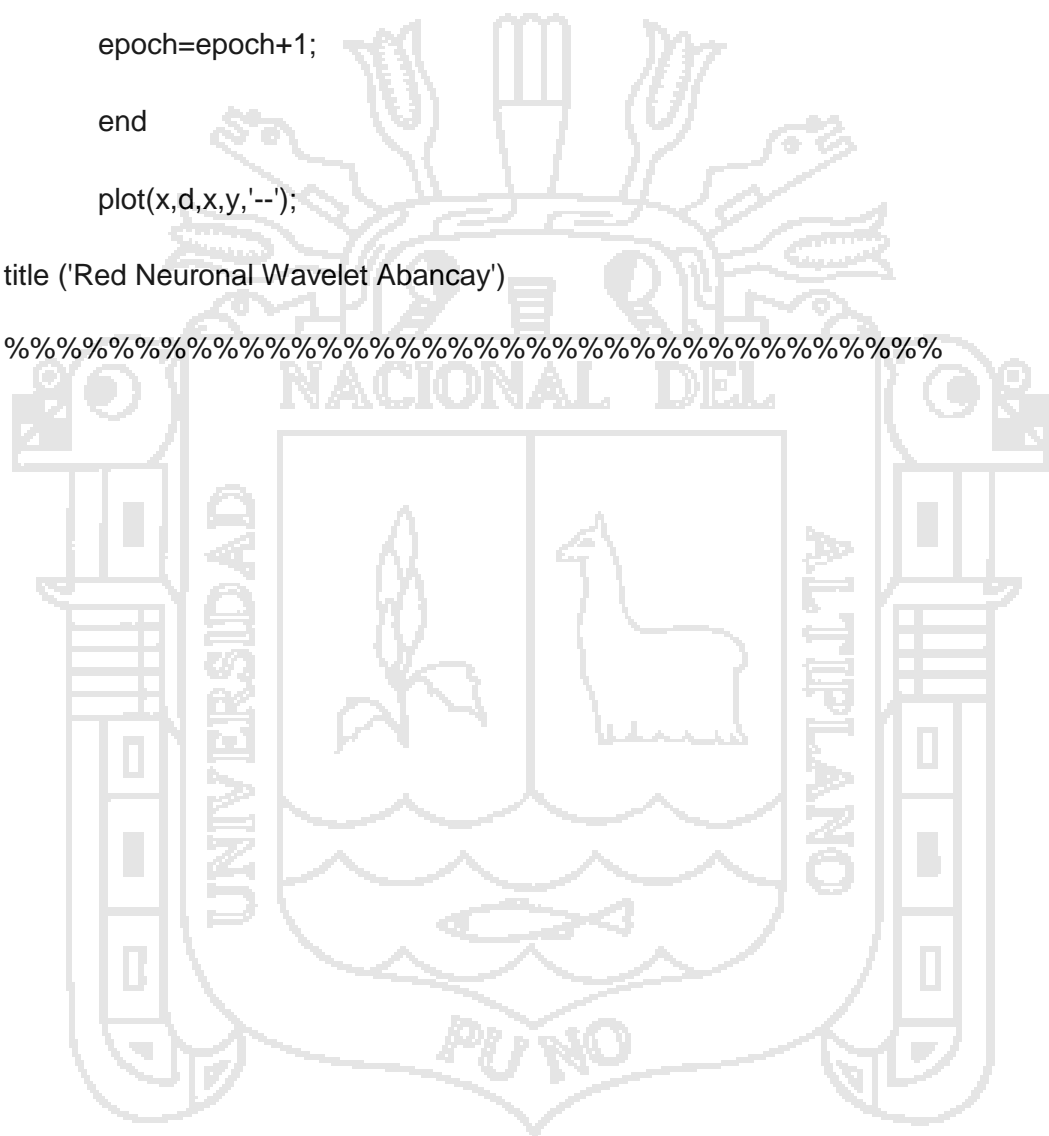 epoch=epoch+1;
end
plot(x,d,x,y,'--');
title ('Red Neuronal Wavelet Abancay')
%%%%%%%%%%%%%%%%%%%%%%%%%%%%%%%%%%%%
NACIONAL DEL
UNIVERSIDAD
ALTIPLANO
PUNO